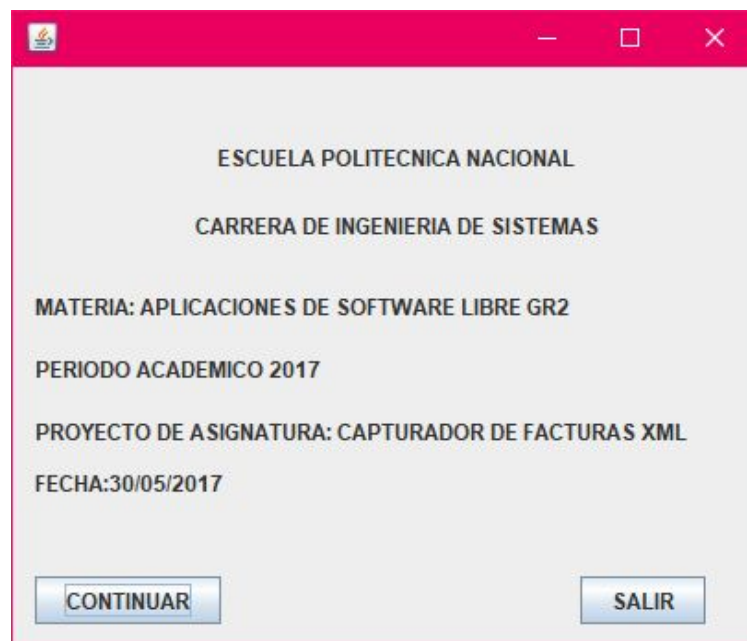 ESCUELA POLITECNICA NACIONAL
CARRERA DE INGENIERIA DE SISTEMAS
MATERIA: APLICACIONES DE SOFTWARE LIBRE GR2
PERIODO ACADEMICO 2017
PROYECTO DE ASIGNATURA: CAPTURADOR DE FACTURAS XML
FECHA:30/05/2017
CONTINUAR
SALIR